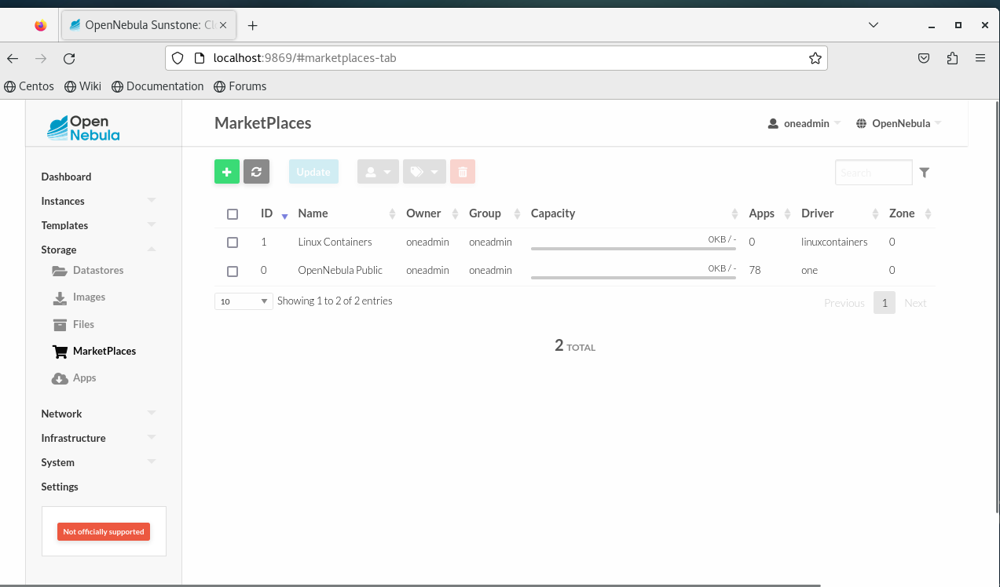 OpenNebula Sunstone: Cl
localhost:9869/#marketplaces-tab
Centos Wiki Documentation Forums
Open
Nebula
MarketPlaces
oneadmin OpenNebula
Dashboard
Instances
Templates
Storage
Datastores
Images
Files
MarketPlaces
Apps
Network
Infrastructure
System
Settings
Not officially supported
Update
Search
ID Name Owner Group Capacity Apps Driver Zone
1 Linux Containers oneadmin oneadmin 0KB / - 0 linuxcontainers 0
0 OpenNebula Public oneadmin oneadmin 0KB / - 78 one 0
10 Showing 1 to 2 of 2 entries Previous 1 Next
2 TOTAL